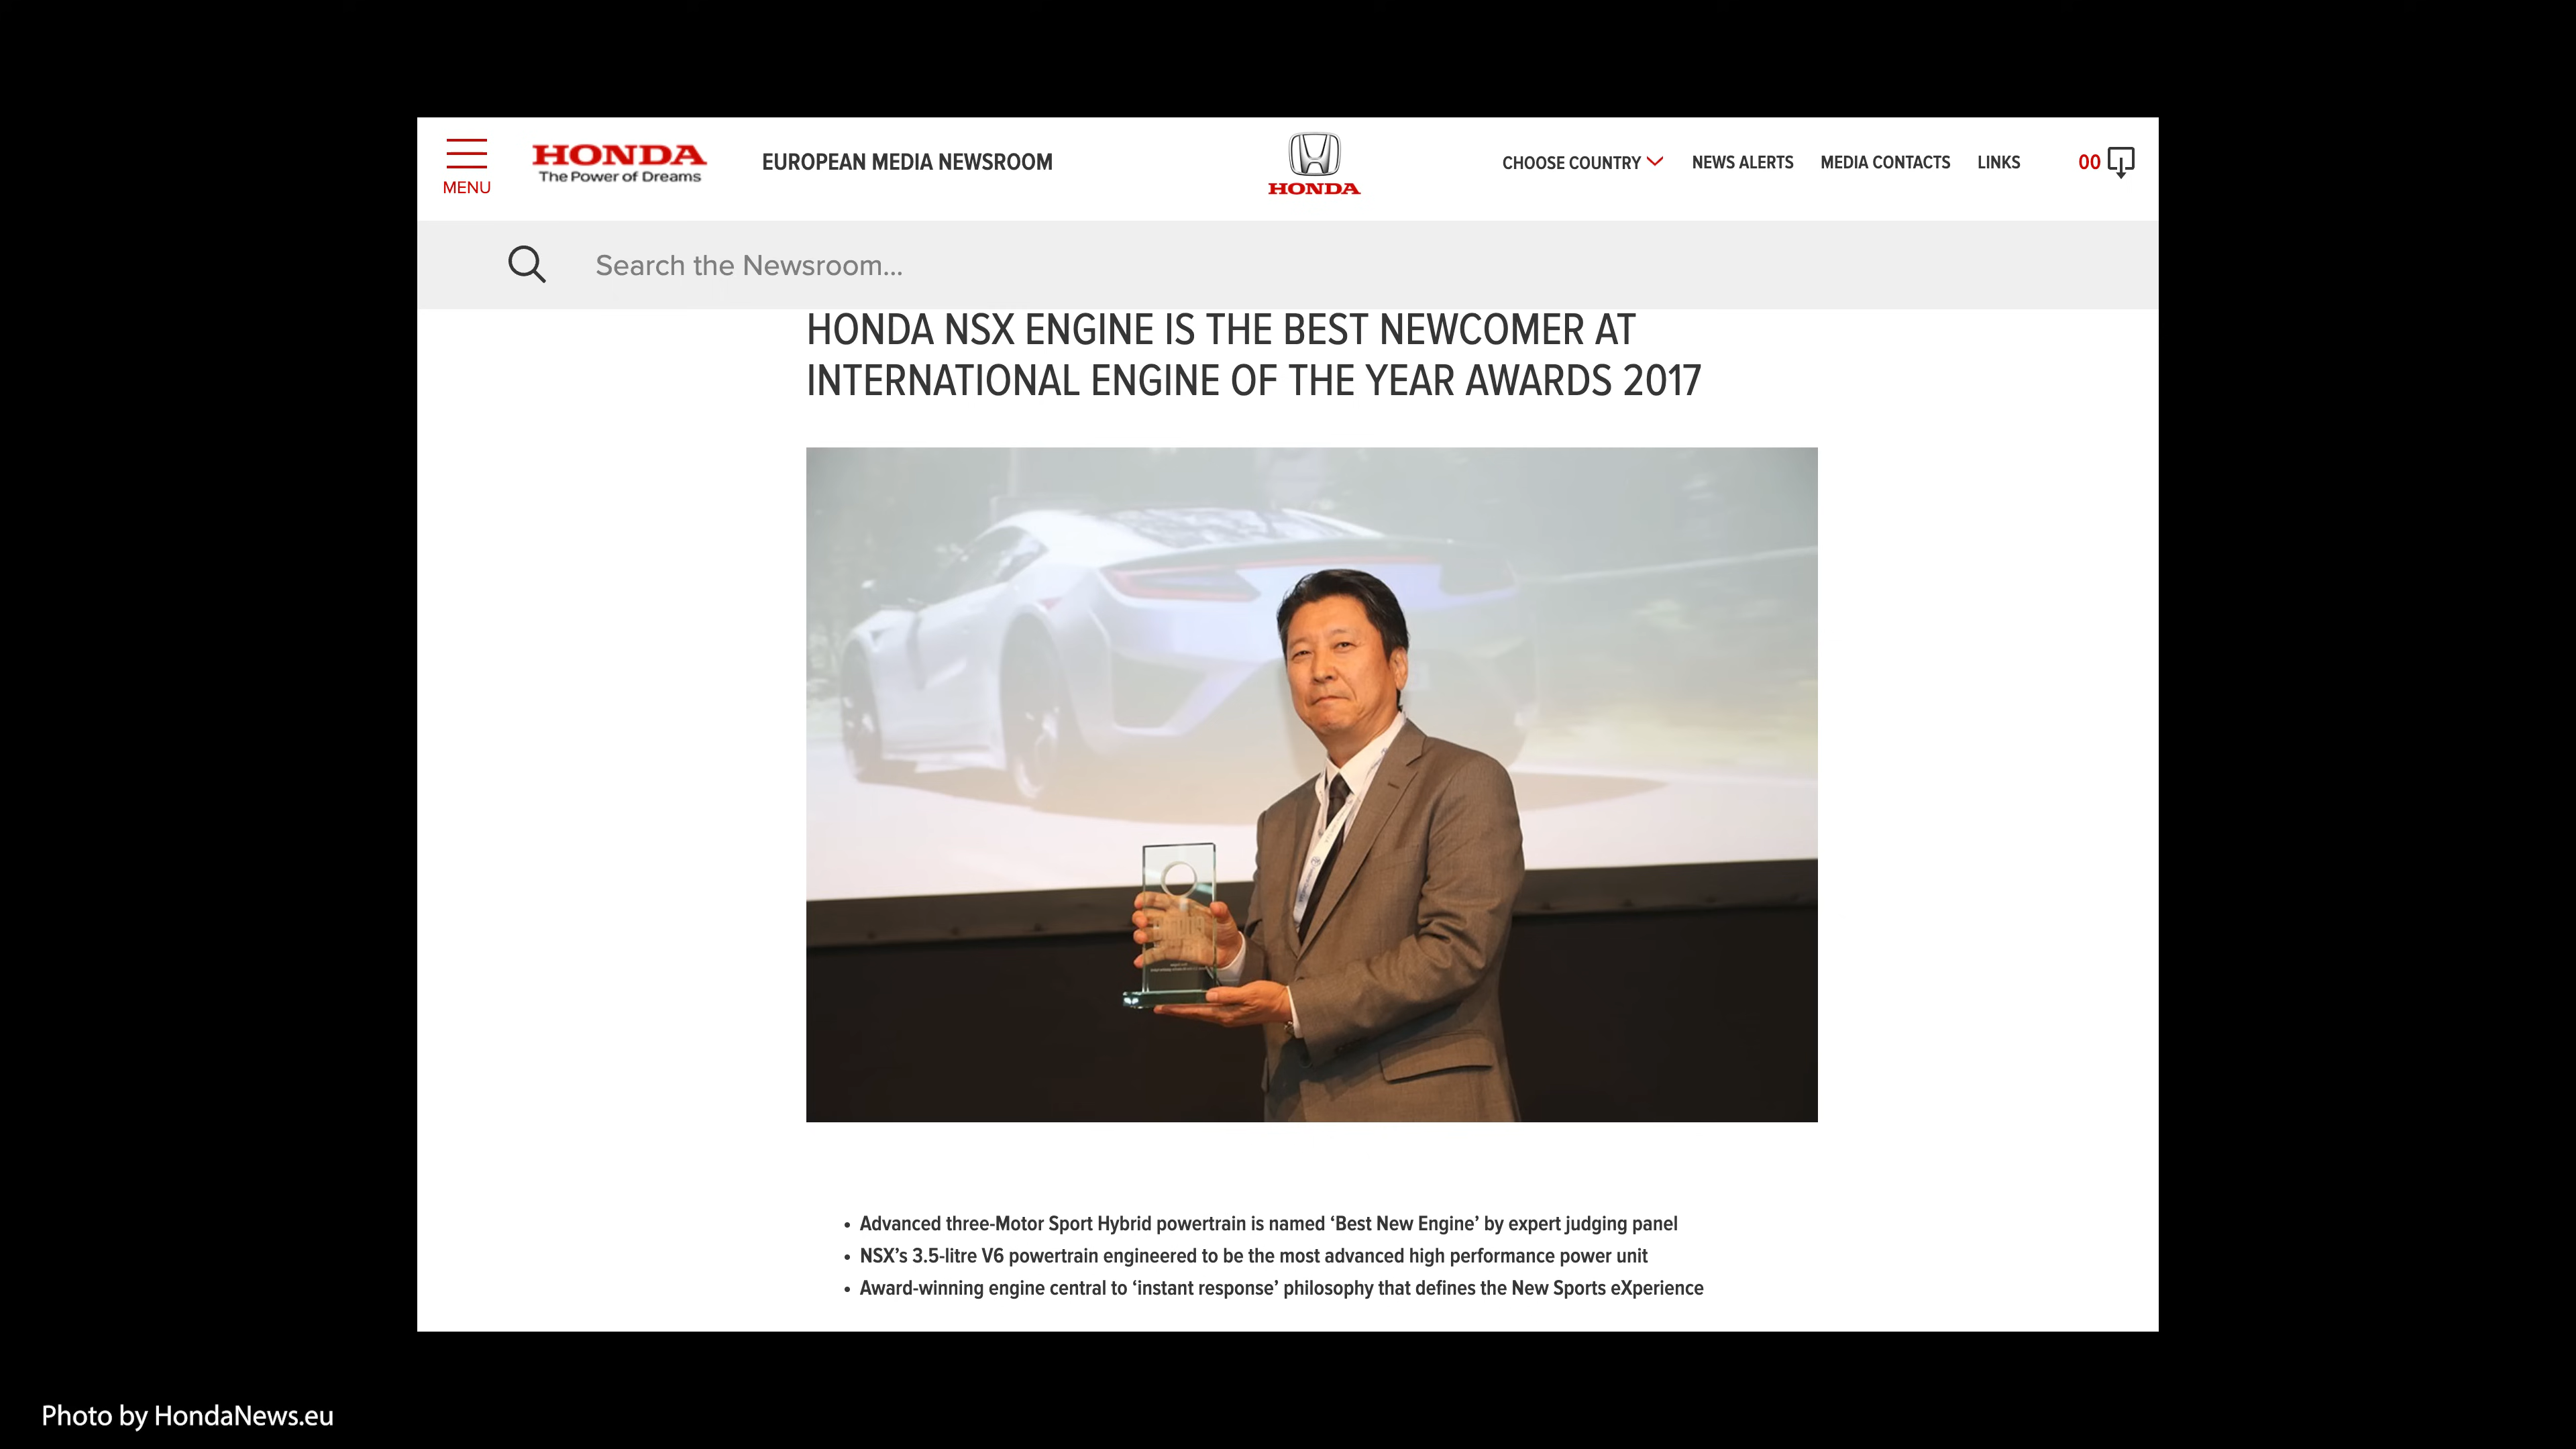 MENU
HONDA
The Power of Dreams
EUROPEAN MEDIA NEWSROOM
HONDA
CHOOSE COUNTRY
NEWS ALERTS
MEDIA CONTACTS
LINKS
00
Search the Newsroom...
HONDA NSX ENGINE IS THE BEST NEWCOMER AT
INTERNATIONAL ENGINE OF THE YEAR AWARDS 2017
• Advanced three-Motor Sport Hybrid powertrain is named ‘Best New Engine’ by expert judging panel
• NSX’s 3.5-litre V6 powertrain engineered to be the most advanced high performance power unit
• Award-winning engine central to ‘instant response’ philosophy that defines the New Sports eXperience
Photo by HondaNews.eu